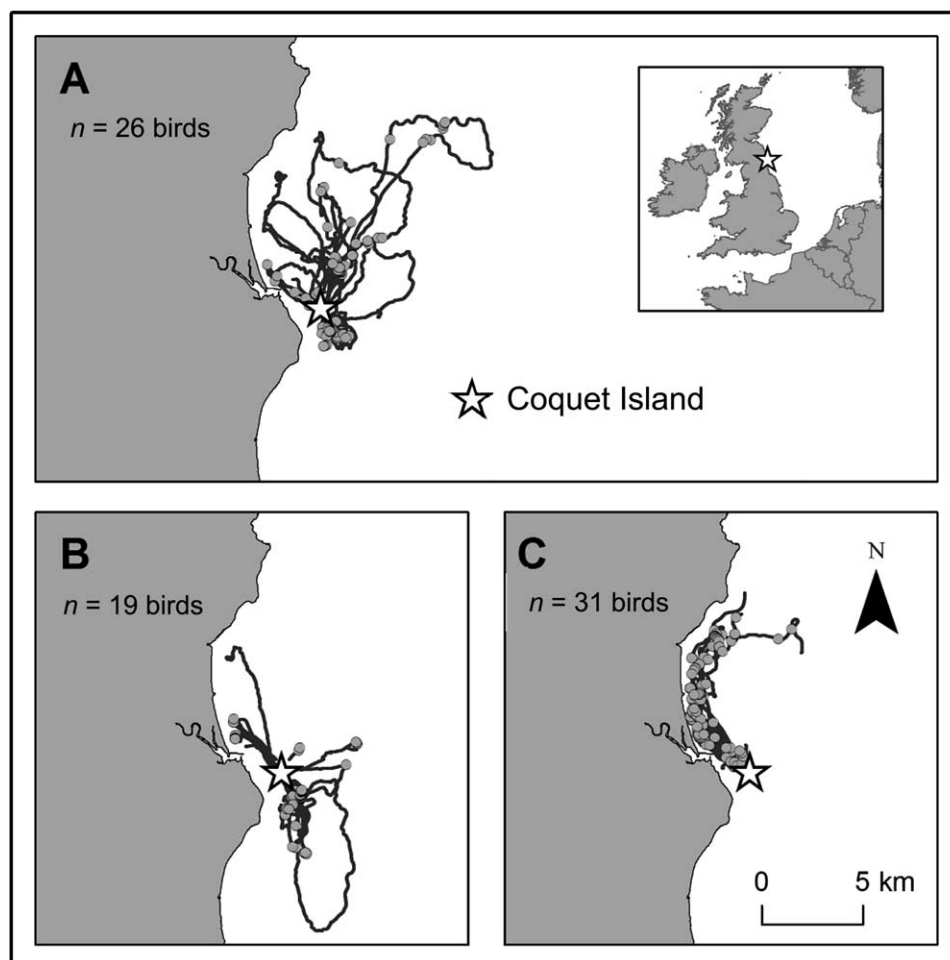 A
n = 26 birds
Coquet Island
B
n = 19 birds
C
n = 31 birds
N
0 5 km